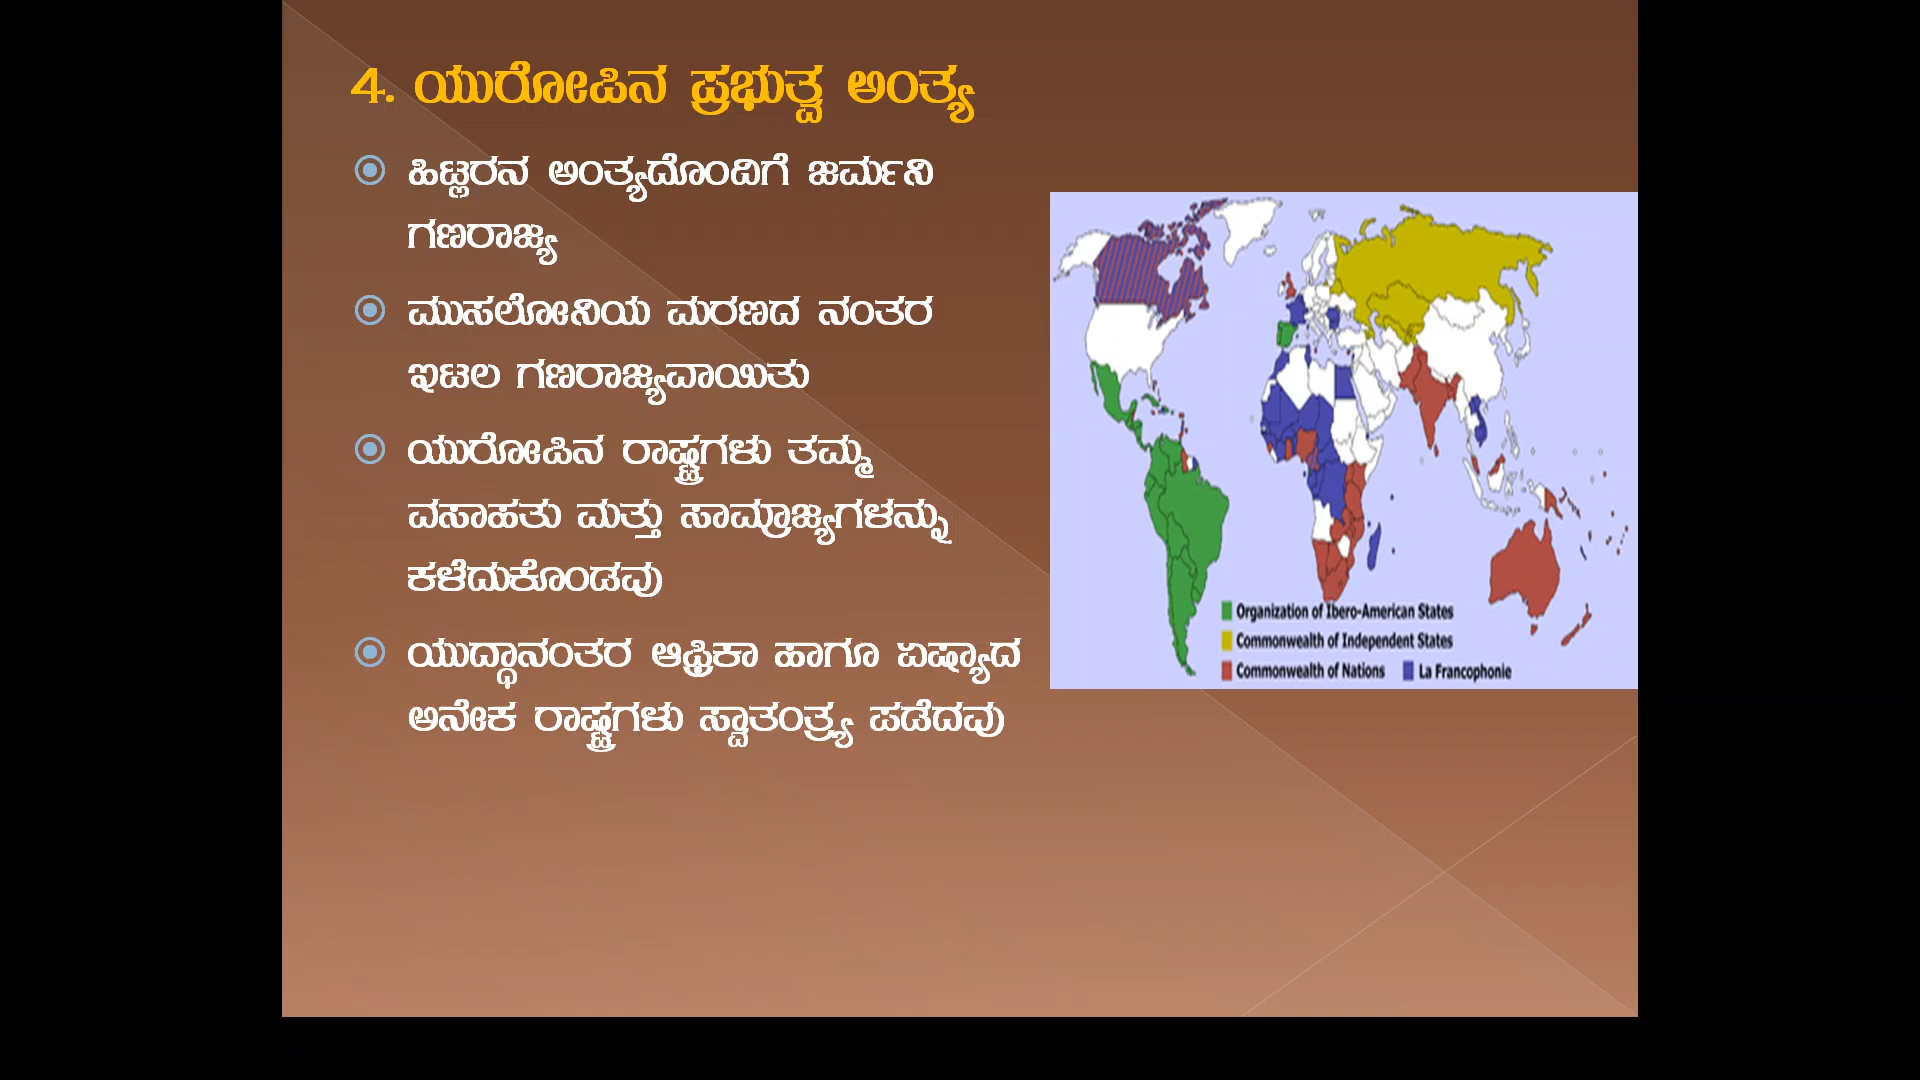 4. ಯುರೋಪಿನ ಪ್ರಭುತ್ವ ಅಂತ್ಯ
ಹಿಟ್ಲರನ ಅಂತ್ಯದೊಂದಿಗೆ ಜರ್ಮನಿ
ಗಣರಾಜ್ಯ
ಮುಸಲೋನಿಯ ಮರಣದ ನಂತರ
ಇಟಲ ಗಣರಾಜ್ಯವಾಯಿತು
ಯುರೋಪಿನ ರಾಷ್ಟ್ರಗಳು ತಮ್ಮ
ವಸಾಹತು ಮತ್ತು ಸಾಮ್ರಾಜ್ಯಗಳನ್ನು
ಕಳೆದುಕೊಂಡವು
ಯುದ್ಧಾನಂತರ ಆಫ್ರಿಕಾ ಹಾಗೂ ಏಷ್ಯಾದ
ಅನೇಕ ರಾಷ್ಟ್ರಗಳು ಸ್ವಾತಂತ್ರ್ಯ ಪಡೆದವು
Organization of Ibero-American States
Commonwealth of Independent States
Commonwealth of Nations La Francophonie